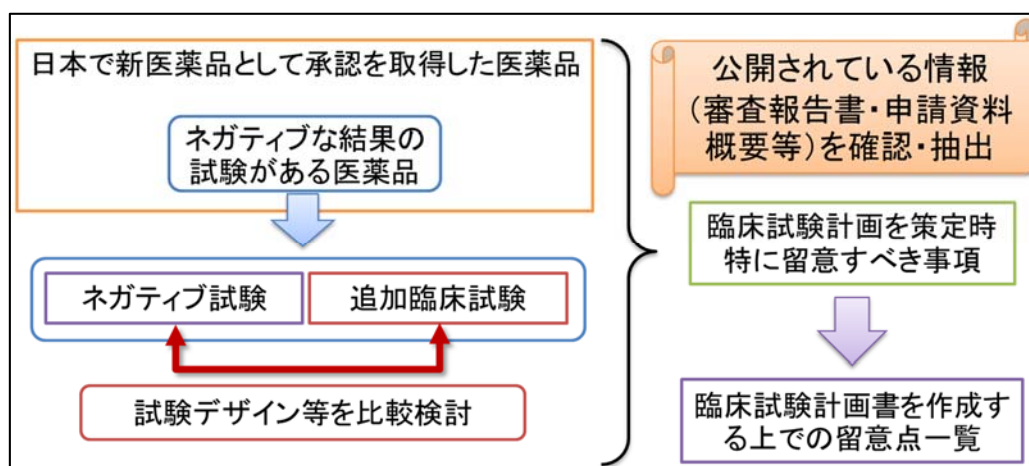 日本で新医薬品として承認を取得した医薬品
ネガティブな結果の
試験がある医薬品
ネガティブ試験
追加臨床試験
試験デザイン等を比較検討
公開されている情報
（審査報告書・申請資料
概要等）を確認・抽出
臨床試験計画を策定時
特に留意すべき事項
臨床試験計画書を作成す
る上での留意点一覧